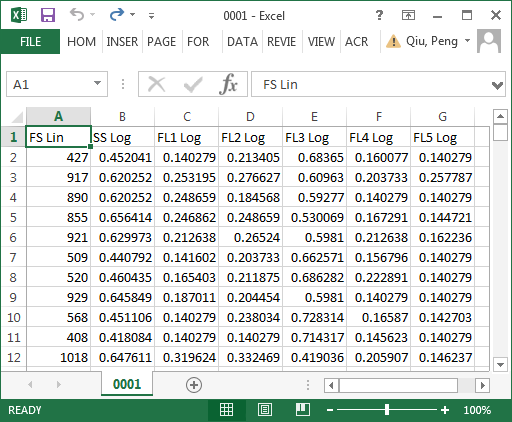 0001 - Excel
FILE HOM INSER PAGE FOR DATA REVIE VIEW ACR Qiu, Peng
A1 fx FS Lin
A B C D E F G
1 FS Lin SS Log FL1 Log FL2 Log FL3 Log FL4 Log FL5 Log
2 427 0.452041 0.140279 0.213405 0.68365 0.160077 0.140279
3 917 0.620252 0.253195 0.276627 0.60963 0.203733 0.257787
4 890 0.620252 0.248659 0.184568 0.59277 0.140279 0.140279
5 855 0.656414 0.246862 0.248659 0.530069 0.167291 0.144721
6 921 0.629973 0.212638 0.26524 0.5981 0.212638 0.162236
7 509 0.440792 0.141602 0.203733 0.662571 0.156796 0.140279
8 520 0.460435 0.165403 0.211875 0.686282 0.222891 0.140279
9 929 0.645849 0.187011 0.204454 0.5981 0.140279 0.140279
10 568 0.451106 0.140279 0.238034 0.728314 0.16587 0.142703
11 408 0.418084 0.140279 0.140279 0.714317 0.145623 0.140279
12 1018 0.647611 0.319624 0.332469 0.419036 0.205907 0.146237
0001
READY 100%